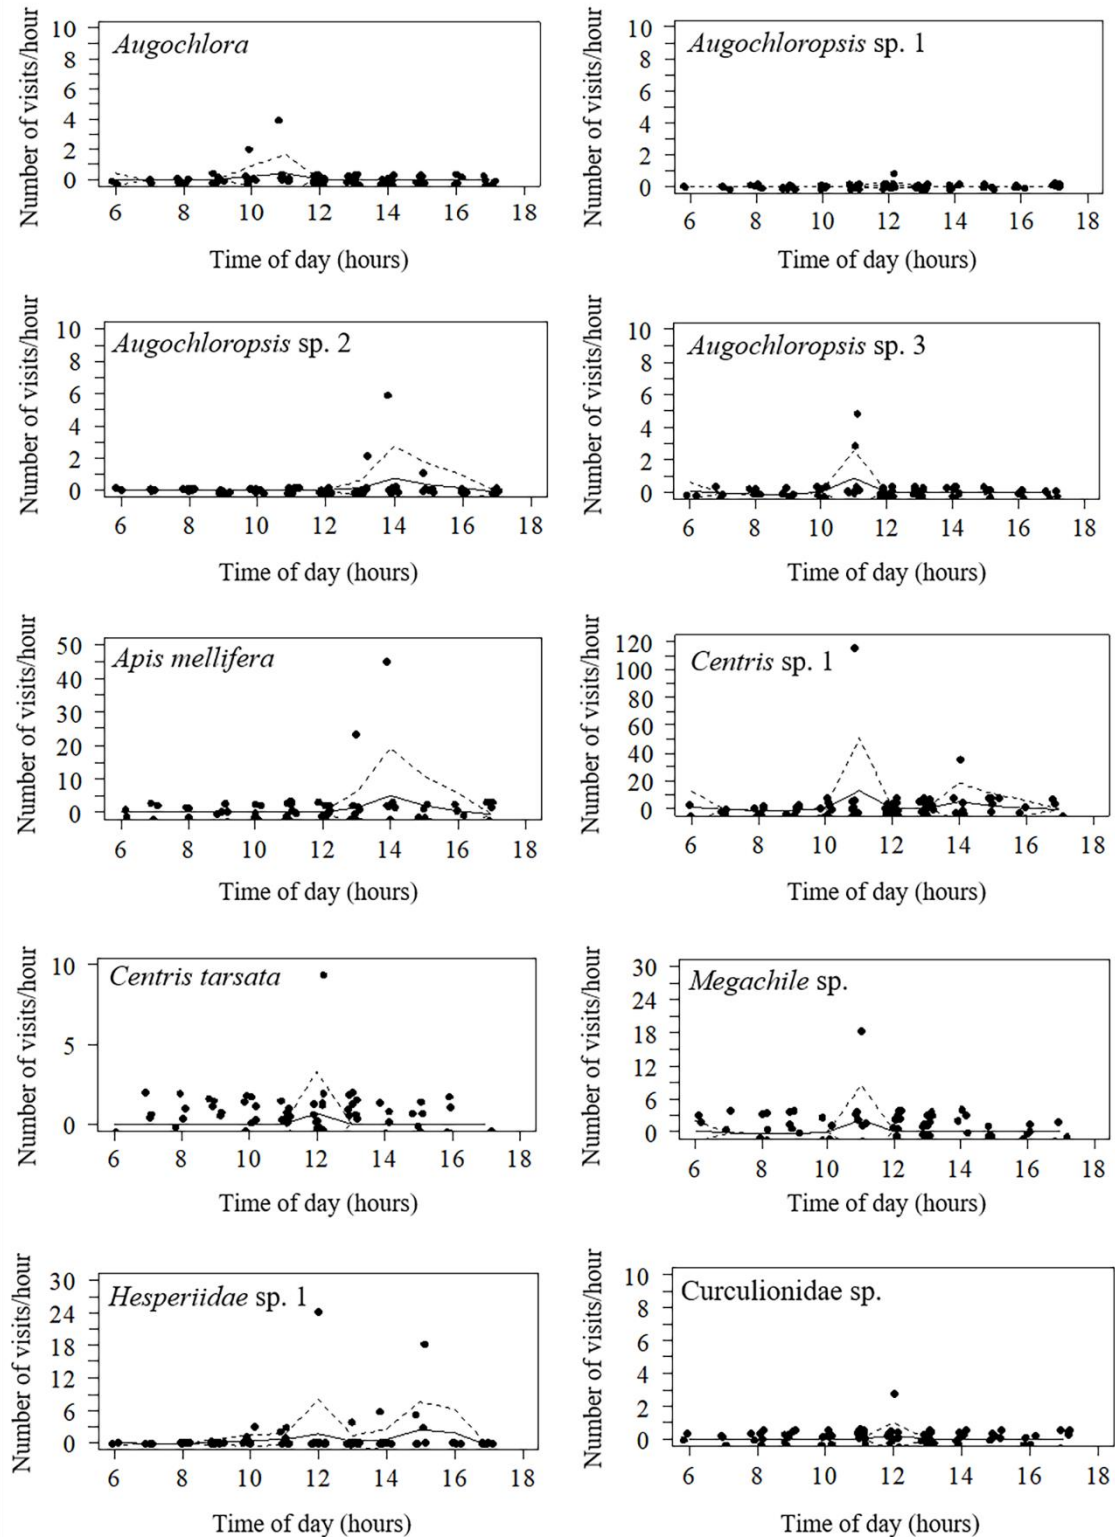 Augochlora
Number of visits/hour
10
8
6
4
2
0
6 8 10 12 14 16 18
Time of day (hours)
Augochloropsis sp. 1
Number of visits/hour
10
8
6
4
2
0
6 8 10 12 14 16 18
Time of day (hours)
Augochloropsis sp. 2
Number of visits/hour
10
8
6
4
2
0
6 8 10 12 14 16 18
Time of day (hours)
Augochloropsis sp. 3
Number of visits/hour
10
8
6
4
2
0
6 8 10 12 14 16 18
Time of day (hours)
Apis mellifera
Number of visits/hour
50
40
30
20
10
0
6 8 10 12 14 16 18
Time of day (hours)
Centris sp. 1
Number of visits/hour
120
100
80
60
40
20
0
6 8 10 12 14 16 18
Time of day (hours)
Centris tarsata
Number of visits/hour
10
5
0
6 8 10 12 14 16 18
Time of day (hours)
Megachile sp.
Number of visits/hour
30
24
18
12
6
0
6 8 10 12 14 16 18
Time of day (hours)
Hesperiidae sp. 1
Number of visits/hour
30
24
18
12
6
0
6 8 10 12 14 16 18
Time of day (hours)
Curculionidae sp.
Number of visits/hour
10
8
6
4
2
0
6 8 10 12 14 16 18
Time of day (hours)